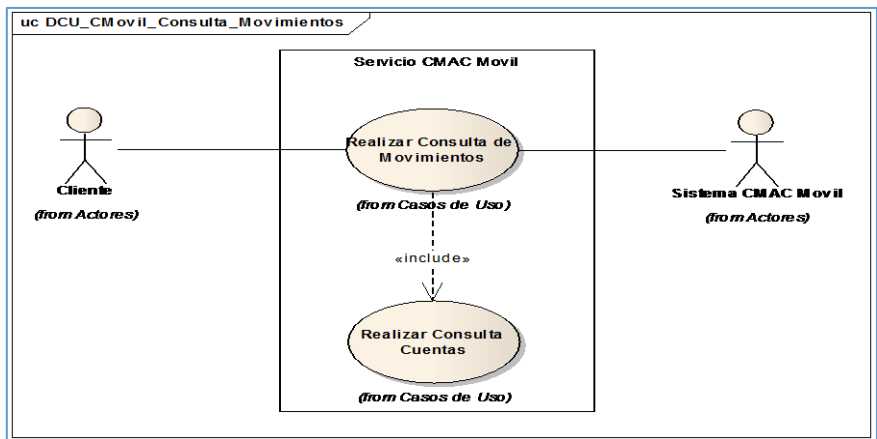 uc DCU_CMovil_Consulta_Movimientos
Servicio CMAC Movil
Realizar Consulta de
Movimientos
(from Casos de Uso)
Cliente
(from Actores)
Sistema CMAC Movil
(from Actores)
«include»
Realizar Consulta
Cuentas
(from Casos de Uso)